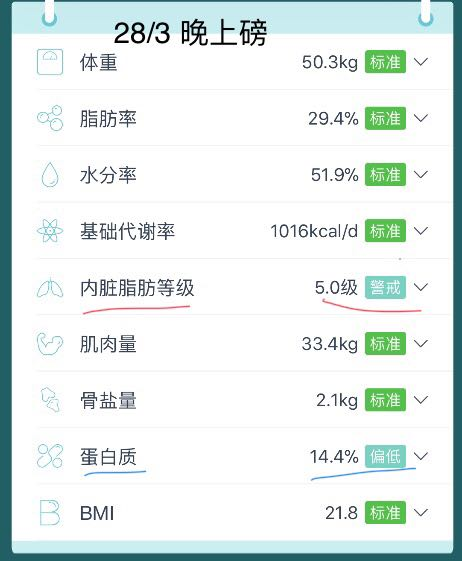 28/3 晚上磅
体重 50.3kg 标准
脂肪率 29.4% 标准
水分率 51.9% 标准
基础代谢率 1016kcal/d 标准
内脏脂肪等级 5.0级 警戒
肌肉量 33.4kg 标准
骨盐量 2.1kg 标准
蛋白质 14.4% 偏低
BMI 21.8 标准